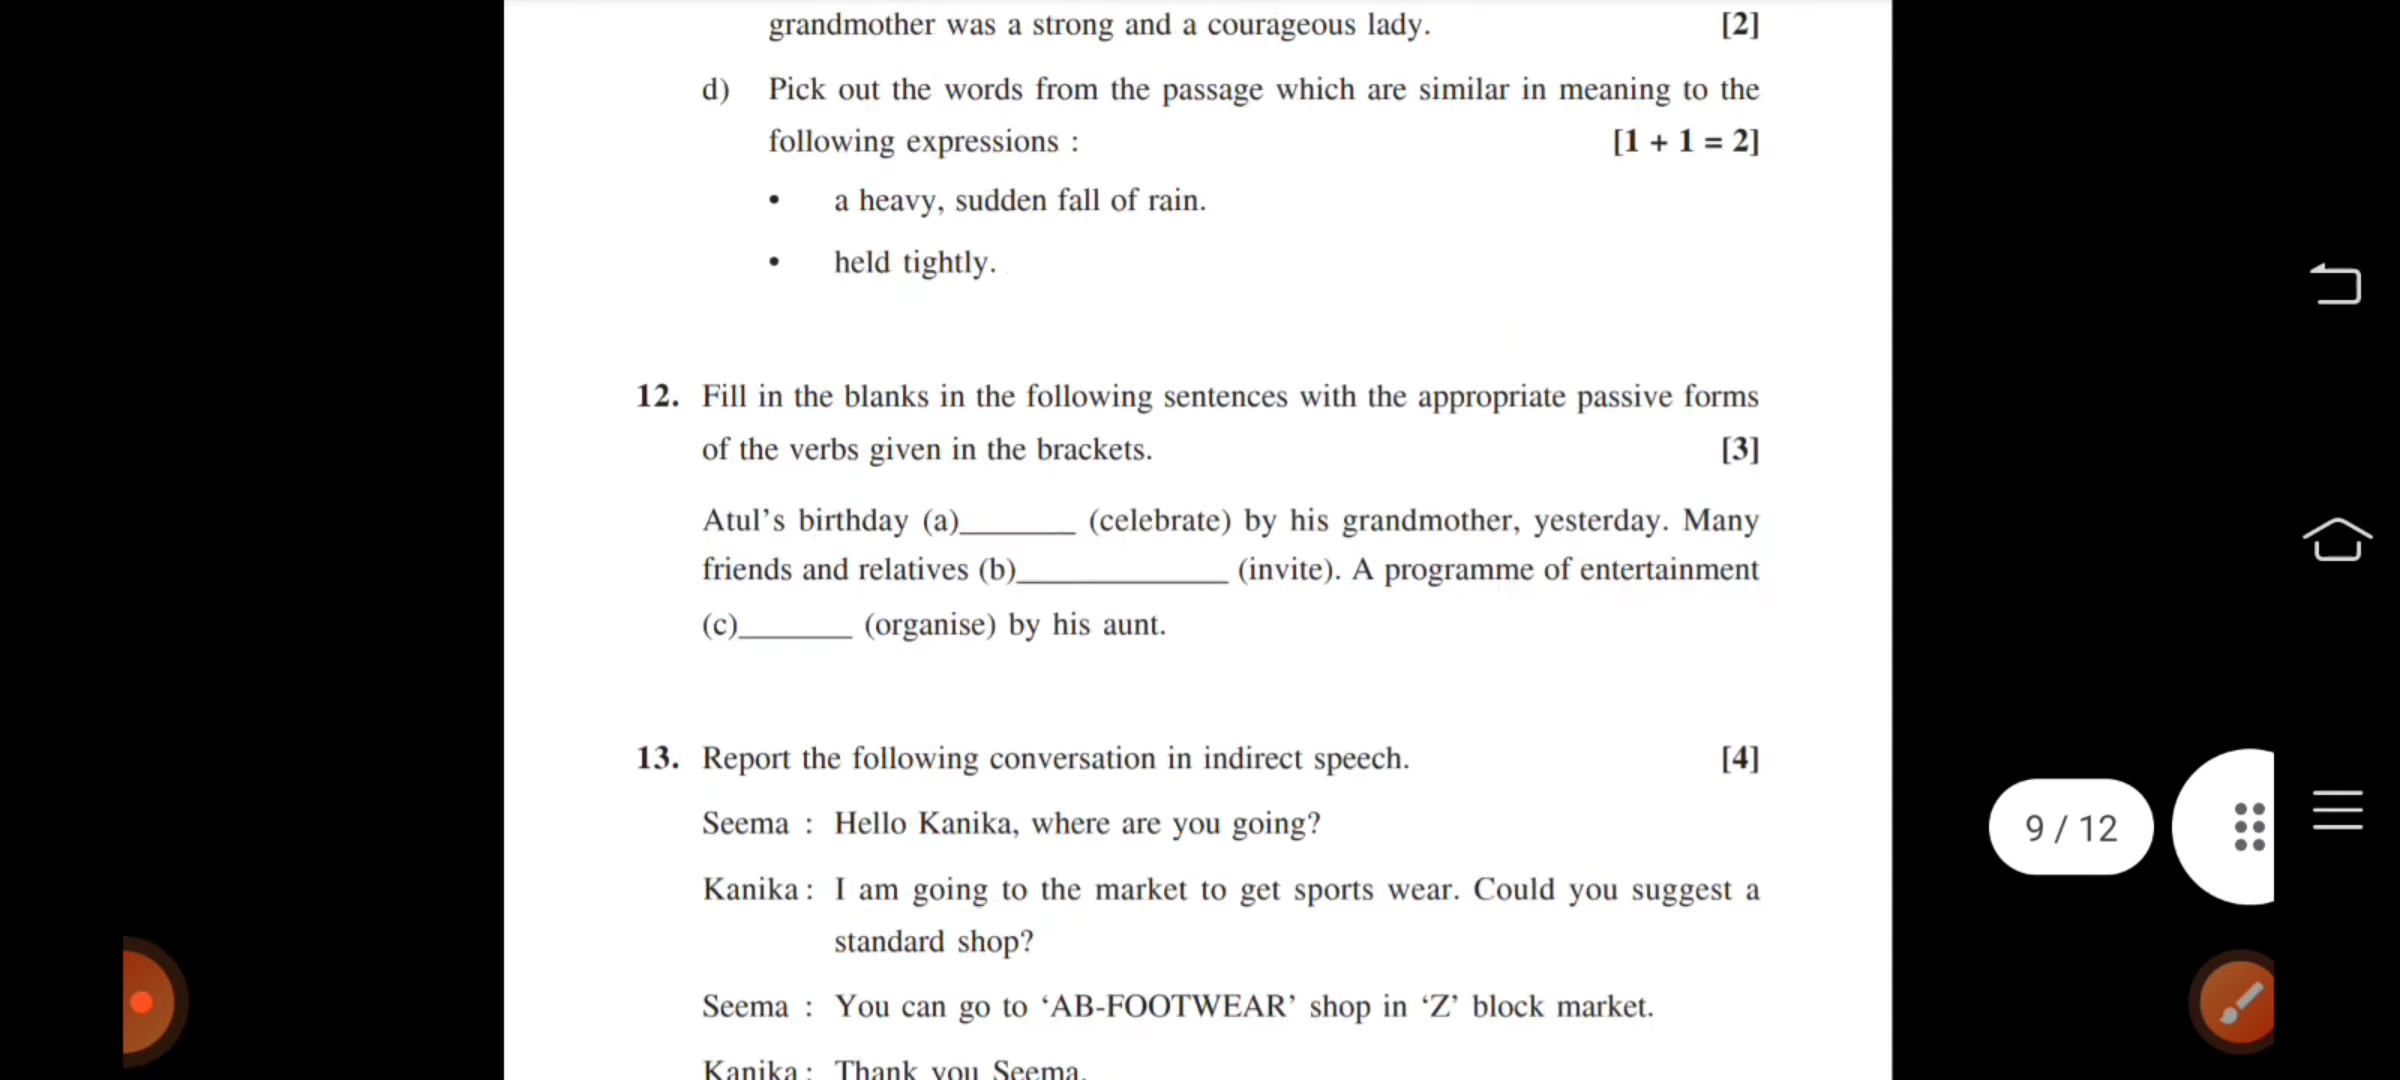 grandmother was a strong and a courageous lady. [2]
d) Pick out the words from the passage which are similar in meaning to the
following expressions : [1 + 1 = 2]
• a heavy, sudden fall of rain.
• held tightly.
12. Fill in the blanks in the following sentences with the appropriate passive forms
of the verbs given in the brackets. [3]
Atul's birthday (a)_______ (celebrate) by his grandmother, yesterday. Many
friends and relatives (b)_____________ (invite). A programme of entertainment
(c)_______ (organise) by his aunt.
13. Report the following conversation in indirect speech. [4]
Seema : Hello Kanika, where are you going?
Kanika : I am going to the market to get sports wear. Could you suggest a
standard shop?
9 / 12
Seema : You can go to ‘AB-FOOTWEAR’ shop in ‘Z’ block market.
Kanika : Thank you Seema.